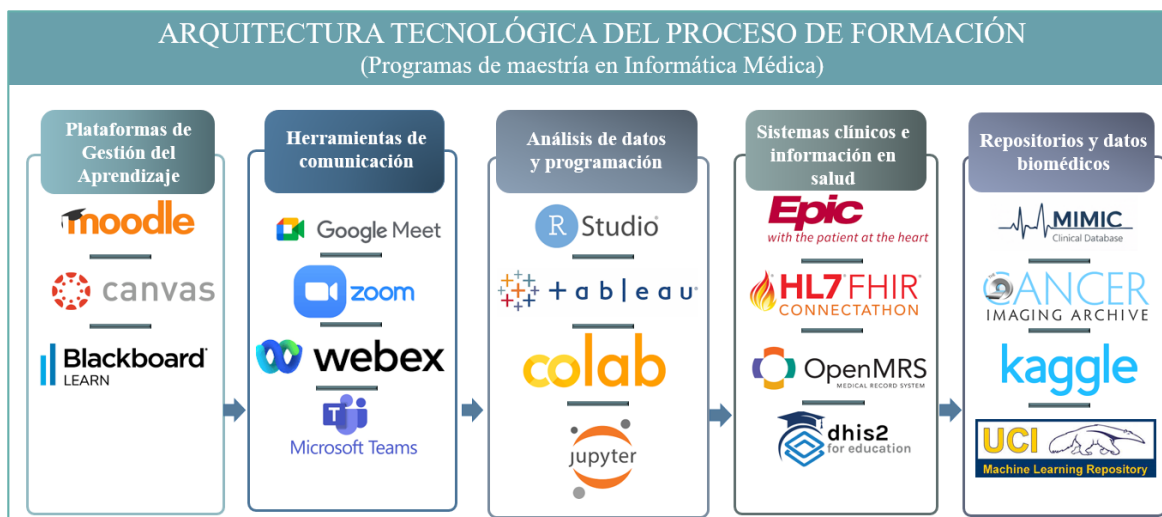 ARQUITECTURA TECNOLÓGICA DEL PROCESO DE FORMACIÓN
(Programas de maestría en Informática Médica)
Plataformas de
Gestión del
Aprendizaje
moodle
canvas
Blackboard
LEARN
Herramientas de
comunicación
Google Meet
zoom
webex
T
Microsoft Teams
Análisis de datos
y programación
R Studio
+ a b l e a u
colab
jupyter
Sistemas clínicos e
información en
salud
Epic
with the patient at the heart
HL7 FHIR
CONNECTATHON
OpenMRS
MEDICAL RECORD SYSTEM
dhis2
for education
Repositorios y datos
biomédicos
MIMIC
Clinical Database
CANCER
IMAGING ARCHIVE
kaggle
UCI
Machine Learning Repository